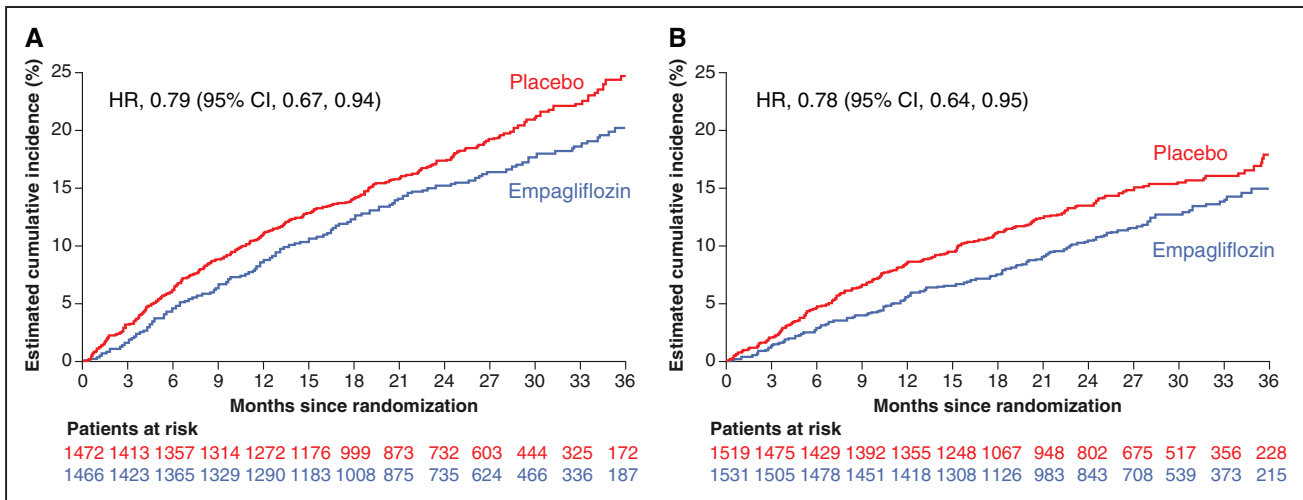 A
Estimated cumulative incidence (%)
25
20
15
10
5
0
HR, 0.79 (95% CI, 0.67, 0.94)
Placebo
Empagliflozin
0 3 6 9 12 15 18 21 24 27 30 33 36
Months since randomization
Patients at risk
1472 1413 1357 1314 1272 1176 999 873 732 603 444 325 172
1466 1423 1365 1329 1290 1183 1008 875 735 624 466 336 187
B
Estimated cumulative incidence (%)
25
20
15
10
5
0
HR, 0.78 (95% CI, 0.64, 0.95)
Placebo
Empagliflozin
0 3 6 9 12 15 18 21 24 27 30 33 36
Months since randomization
Patients at risk
1519 1475 1429 1392 1355 1248 1067 948 802 675 517 356 228
1531 1505 1478 1451 1418 1308 1126 983 843 708 539 373 215